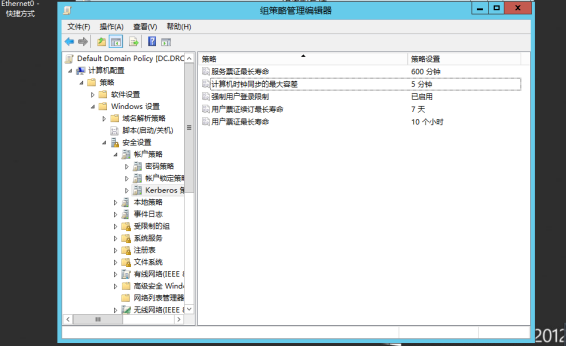 Ethernet0 -
快捷方式
组策略管理编辑器
文件(F) 操作(A) 查看(V) 帮助(H)
Default Domain Policy [DC.DRC
计算机配置
策略
软件设置
Windows 设置
域名解析策略
脚本(启动/关机)
安全设置
帐户策略
密码策略
帐户锁定策略
Kerberos 策
本地策略
事件日志
受限制的组
系统服务
注册表
文件系统
有线网络(IEEE 8
高级安全 Wind
网络列表管理器
无线网络(IEEE 8
策略 策略设置
服务票证最长寿命 600 分钟
计算机时钟同步的最大容差 5 分钟
强制用户登录限制 已启用
用户票证续订最长寿命 7 天
用户票证最长寿命 10 个小时
2012